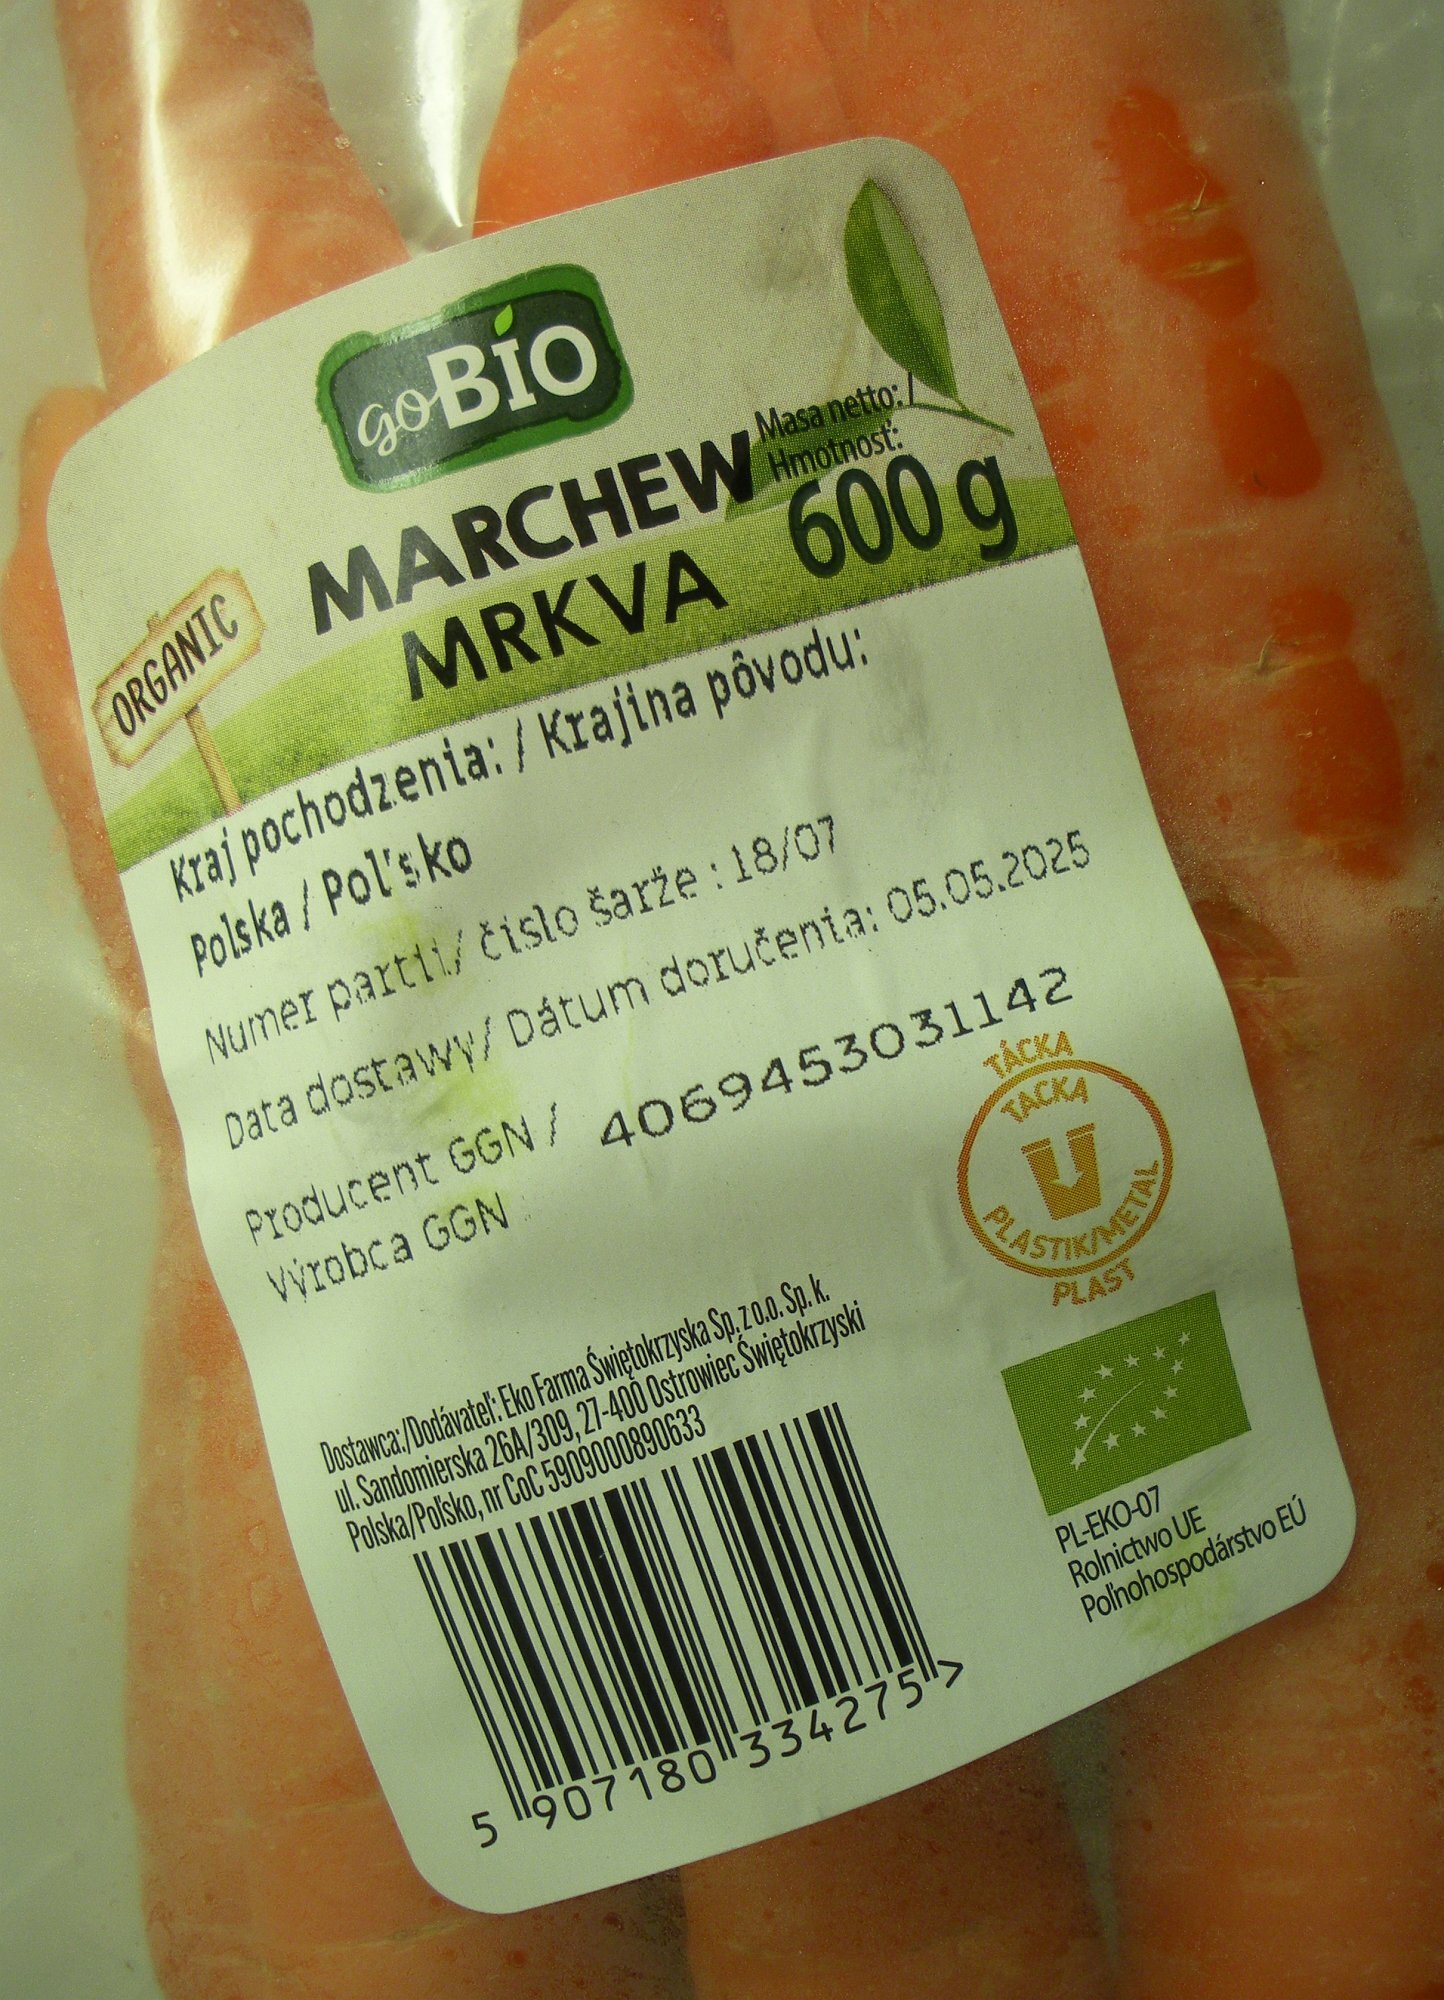 goBIO
Masa netto: /
Hmotnosť:
600 g
MARCHEW
MRKVA
ORGANIC
Kraj pochodzenia: / Krajina pôvodu:
Polska / Poľsko
Numer partii/ číslo šarže : 18/07
Data dostawy/ Dátum doručenia: 05.05.2025
Producent GGN / 4069453031142
Výrobca GGN
TÁCKA
TACKA
PLASTIK/METAL
PLAST
Dostawca:/Dodávateľ: Eko Farma Świętokrzyska Sp. z o.o. Sp. k.
ul. Sandomierska 26A/309, 27-400 Ostrowiec Świętokrzyski
Polska/Poľsko, nr CoC 5909000890633
PL-EKO-07
Rolnictwo UE
Poľnohospodárstvo EÚ
5 907180 334275 >